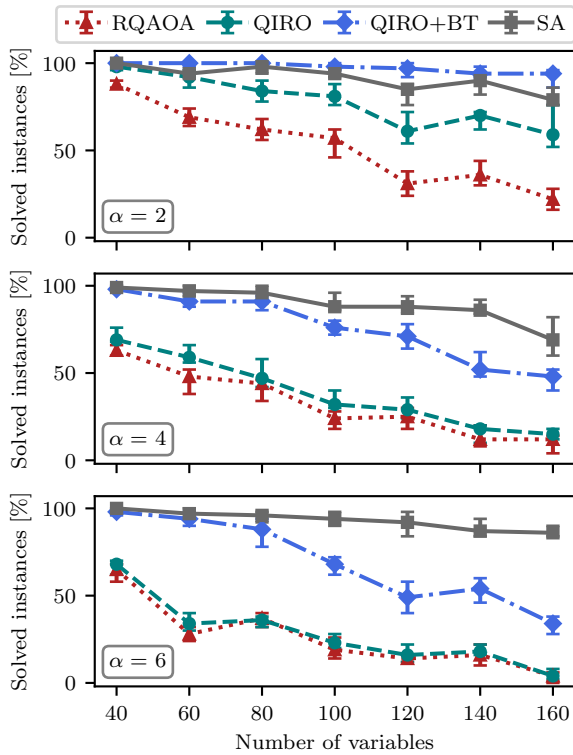 RQAOA QIRO QIRO+BT SA
Solved instances [%]
100
50
0
α = 2
Solved instances [%]
100
50
0
α = 4
Solved instances [%]
100
50
0
α = 6
40 60 80 100 120 140 160
Number of variables